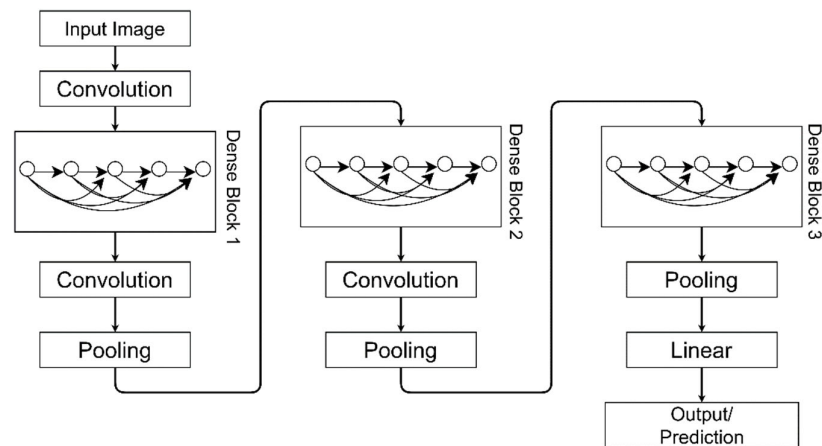 Input Image
Convolution
Dense Block 1
Convolution
Pooling
Dense Block 2
Convolution
Pooling
Dense Block 3
Pooling
Linear
Output/
Prediction